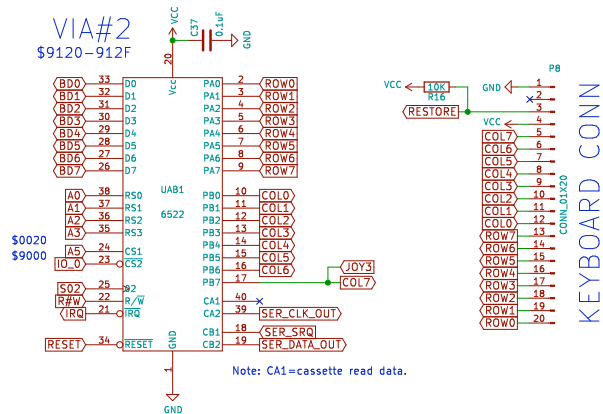 VIA#2
$9120-912F
VCC
C37
0.1uF
GND
20
Vcc
BD0 33 D0 PA0 2 ROW0
BD1 32 D1 PA1 3 ROW1
BD2 31 D2 PA2 4 ROW2
BD3 30 D3 PA3 5 ROW3
BD4 29 D4 PA4 6 ROW4
BD5 28 D5 PA5 7 ROW5
BD6 27 D6 PA6 8 ROW6
BD7 26 D7 PA7 9 ROW7
UAB1
6522
A0 38 RS0 PB0 10 COL0
A1 37 RS1 PB1 11 COL1
A2 36 RS2 PB2 12 COL2
A3 35 RS3 PB3 13 COL3
PB4 14 COL4
$0020
A5 24 CS1 PB5 15 COL5
$9000
IO_0 23 CS2 PB6 16 COL6
PB7 17 JOY3
COL7
S02 25 ø2
R#W 22 R/W CA1 40
IRQ 21 IRQ CA2 39 SER_CLK_OUT
CB1 18 SER_SRQ
RESET 34 RESET CB2 19 SER_DATA_OUT
GND
1
GND
Note: CA1=cassette read data.
P8
VCC 10K
R16
RESTORE
GND 1
2
3
VCC 4
COL7 5
COL6 6
COL5 7
COL4 8
COL3 9
COL2 10
COL1 11
COL0 12
ROW7 13
ROW6 14
ROW5 15
ROW4 16
ROW3 17
ROW2 18
ROW1 19
ROW0 20
CONN_01X20
KEYBOARD CONN